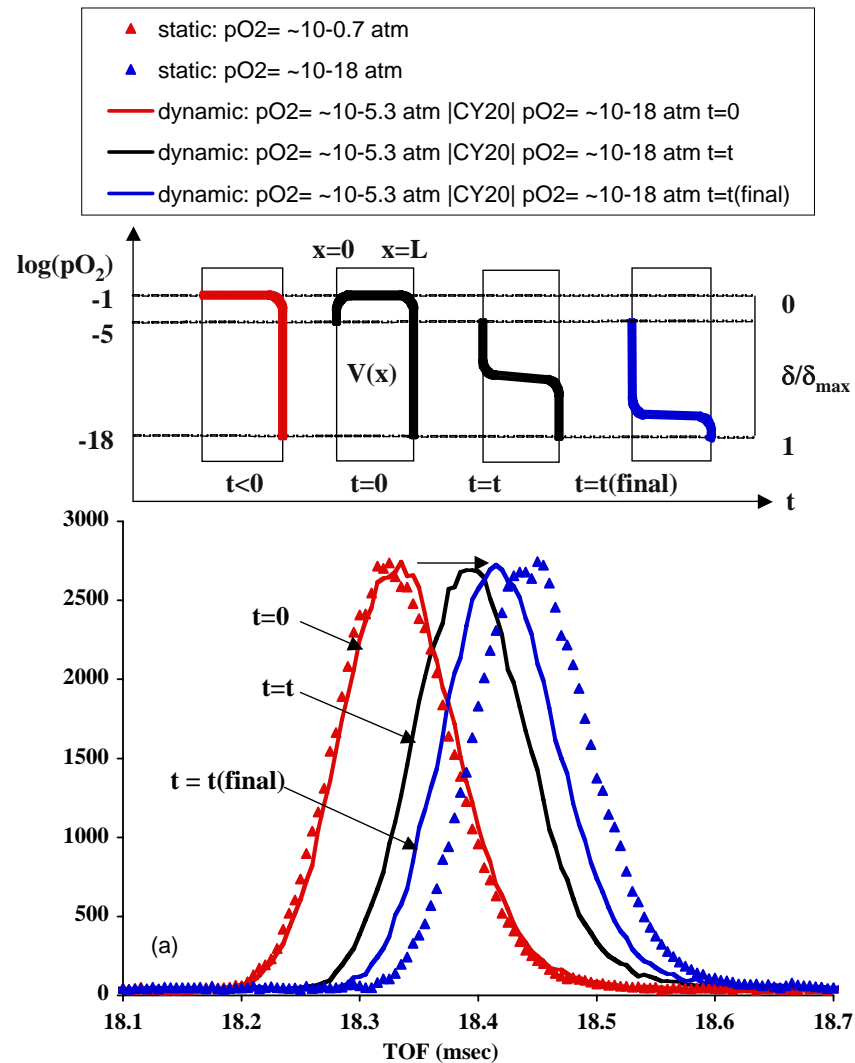 static: pO2= ~10-0.7 atm
static: pO2= ~10-18 atm
dynamic: pO2= ~10-5.3 atm |CY20| pO2= ~10-18 atm t=0
dynamic: pO2= ~10-5.3 atm |CY20| pO2= ~10-18 atm t=t
dynamic: pO2= ~10-5.3 atm |CY20| pO2= ~10-18 atm t=t(final)
x=0 x=L
log(pO₂)
-1 0
-5
V(x) δ/δmax
-18 1
t<0 t=0 t=t t=t(final)
t
3000
2500
t=0
2000
t=t
1500
t = t(final)
1000
500
(a)
0
18.1 18.2 18.3 18.4 18.5 18.6 18.7
TOF (msec)